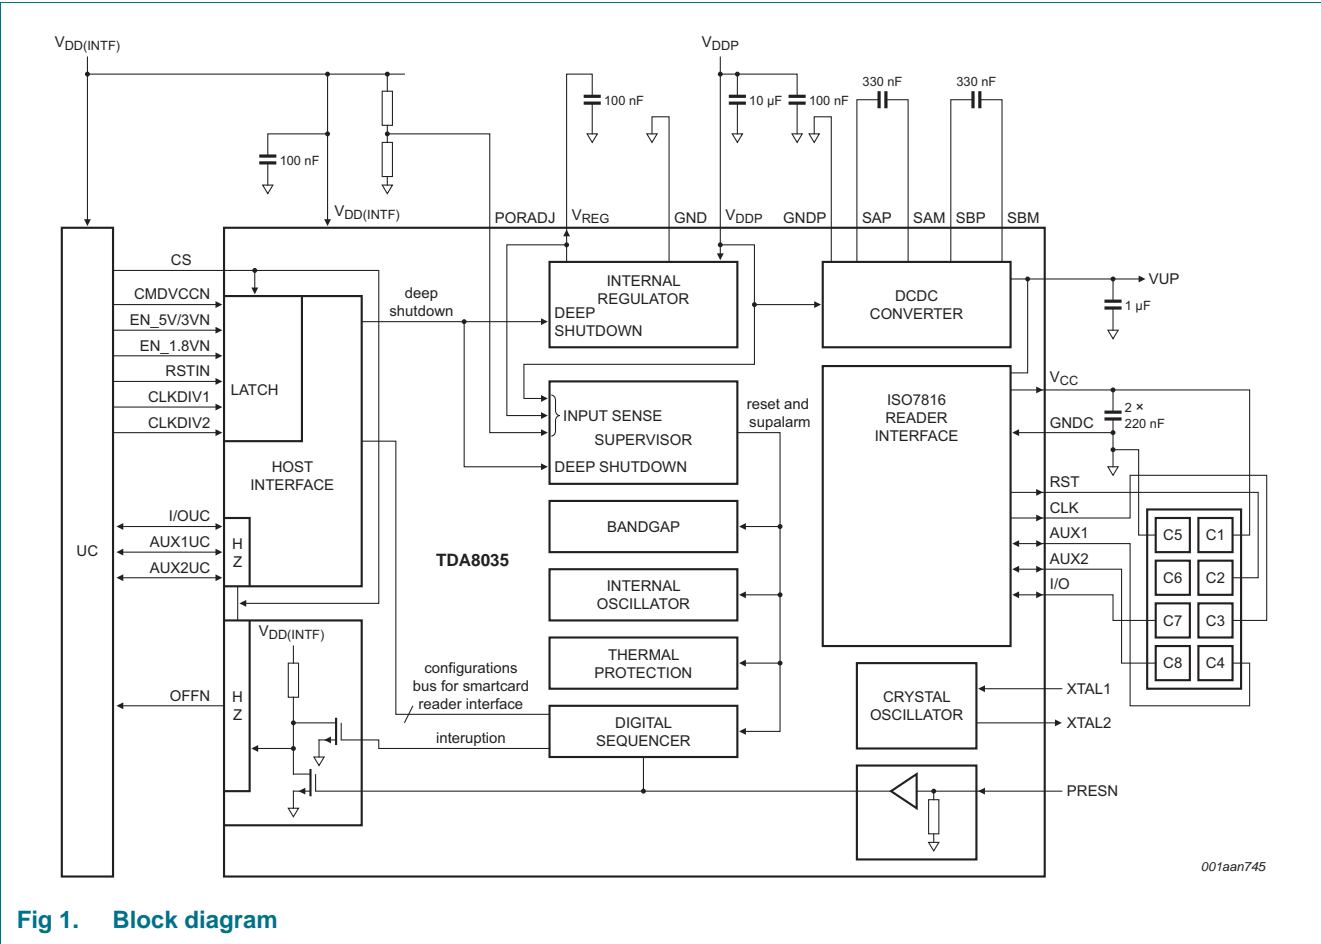 VDD(INTF)
VDDP
330 nF
330 nF
100 nF
10 μF
100 nF
100 nF
VDD(INTF)
PORADJ
VREG
GND
VDDP
GNDP
SAP
SAM
SBP
SBM
CS
CMDVCCN
EN_5V/3VN
EN_1.8VN
RSTIN
CLKDIV1
CLKDIV2
I/OUC
AUX1UC
AUX2UC
OFFN
UC
LATCH
HOST
INTERFACE
H
Z
H
Z
VDD(INTF)
deep
shutdown
INTERNAL
REGULATOR
DEEP
SHUTDOWN
DCDC
CONVERTER
VUP
1 μF
INPUT SENSE
SUPERVISOR
DEEP SHUTDOWN
reset and
supalarm
ISO7816
READER
INTERFACE
VCC
2 ×
220 nF
GNDC
RST
CLK
AUX1
AUX2
I/O
C5
C1
C6
C2
C7
C3
C8
C4
BANDGAP
TDA8035
INTERNAL
OSCILLATOR
THERMAL
PROTECTION
configurations
bus for smartcard
reader interface
DIGITAL
SEQUENCER
interuption
CRYSTAL
OSCILLATOR
XTAL1
XTAL2
PRESN
001aan745
Fig 1. Block diagram